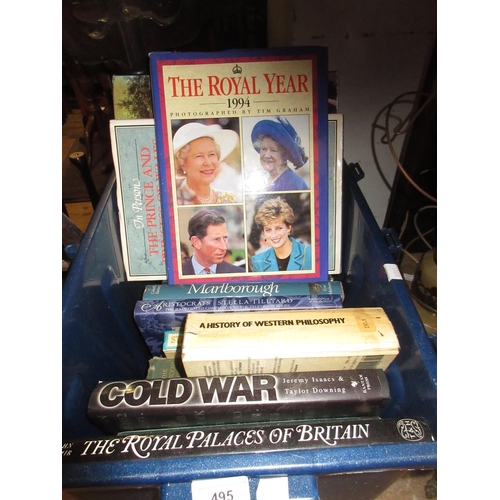 THE ROYAL YEAR
1994
PHOTOGRAPHED BY TIM GRAHAM
In Person
THE PRINCE AND
Marlborough
ARISTOCRATS STELLA TILLYARD
A HISTORY OF WESTERN PHILOSOPHY
COLD WAR Jeremy Isaacs &
Taylor Downing
THE ROYAL PALACES OF BRITAIN
495